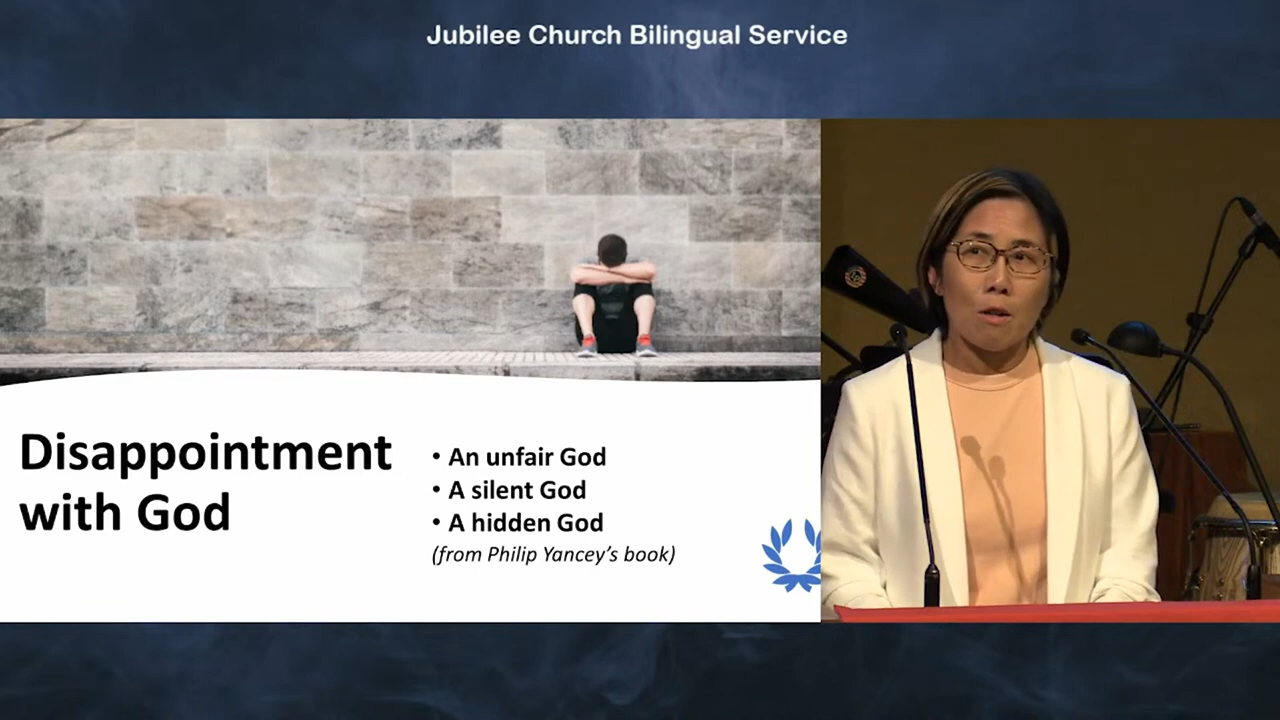 Jubilee Church Bilingual Service
Disappointment
with God
• An unfair God
• A silent God
• A hidden God
(from Philip Yancey's book)